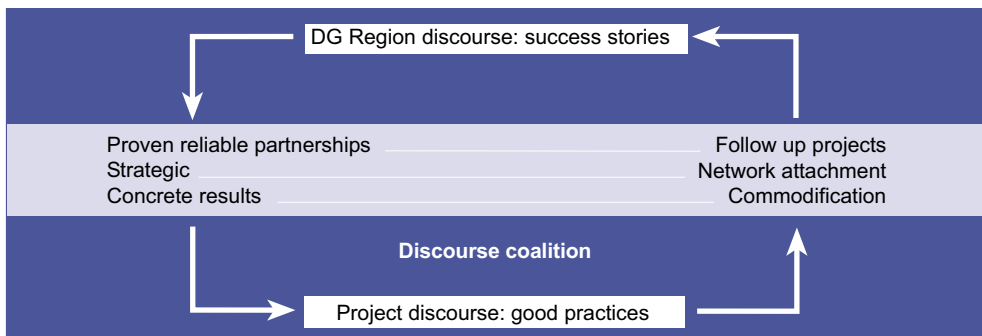 DG Region discourse: success stories
Proven reliable partnerships Follow up projects
Strategic Network attachment
Concrete results Commodification
Discourse coalition
Project discourse: good practices